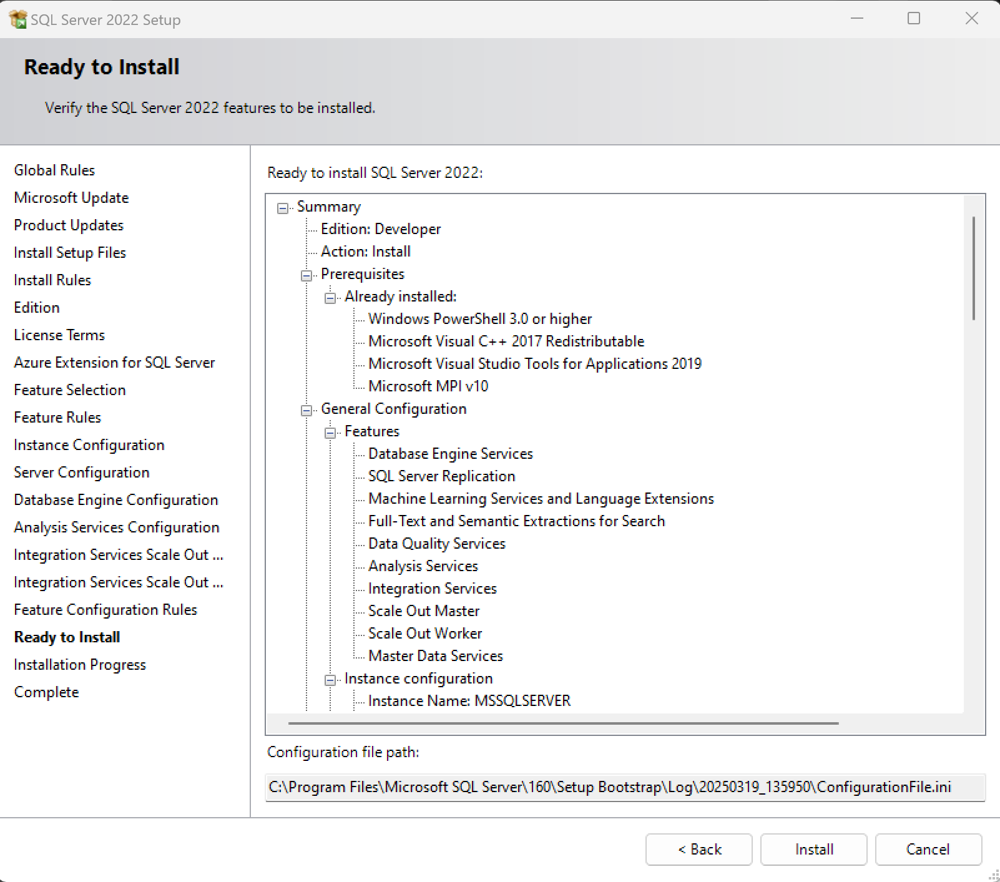 SQL Server 2022 Setup
Ready to Install
Verify the SQL Server 2022 features to be installed.
Global Rules
Microsoft Update
Product Updates
Install Setup Files
Install Rules
Edition
License Terms
Azure Extension for SQL Server
Feature Selection
Feature Rules
Instance Configuration
Server Configuration
Database Engine Configuration
Analysis Services Configuration
Integration Services Scale Out ...
Integration Services Scale Out ...
Feature Configuration Rules
Ready to Install
Installation Progress
Complete
Ready to install SQL Server 2022:
Summary
Edition: Developer
Action: Install
Prerequisites
Already installed:
Windows PowerShell 3.0 or higher
Microsoft Visual C++ 2017 Redistributable
Microsoft Visual Studio Tools for Applications 2019
Microsoft MPI v10
General Configuration
Features
Database Engine Services
SQL Server Replication
Machine Learning Services and Language Extensions
Full-Text and Semantic Extractions for Search
Data Quality Services
Analysis Services
Integration Services
Scale Out Master
Scale Out Worker
Master Data Services
Instance configuration
Instance Name: MSSQLSERVER
Configuration file path:
C:\Program Files\Microsoft SQL Server\160\Setup Bootstrap\Log\20250319_135950\ConfigurationFile.ini
< Back
Install
Cancel